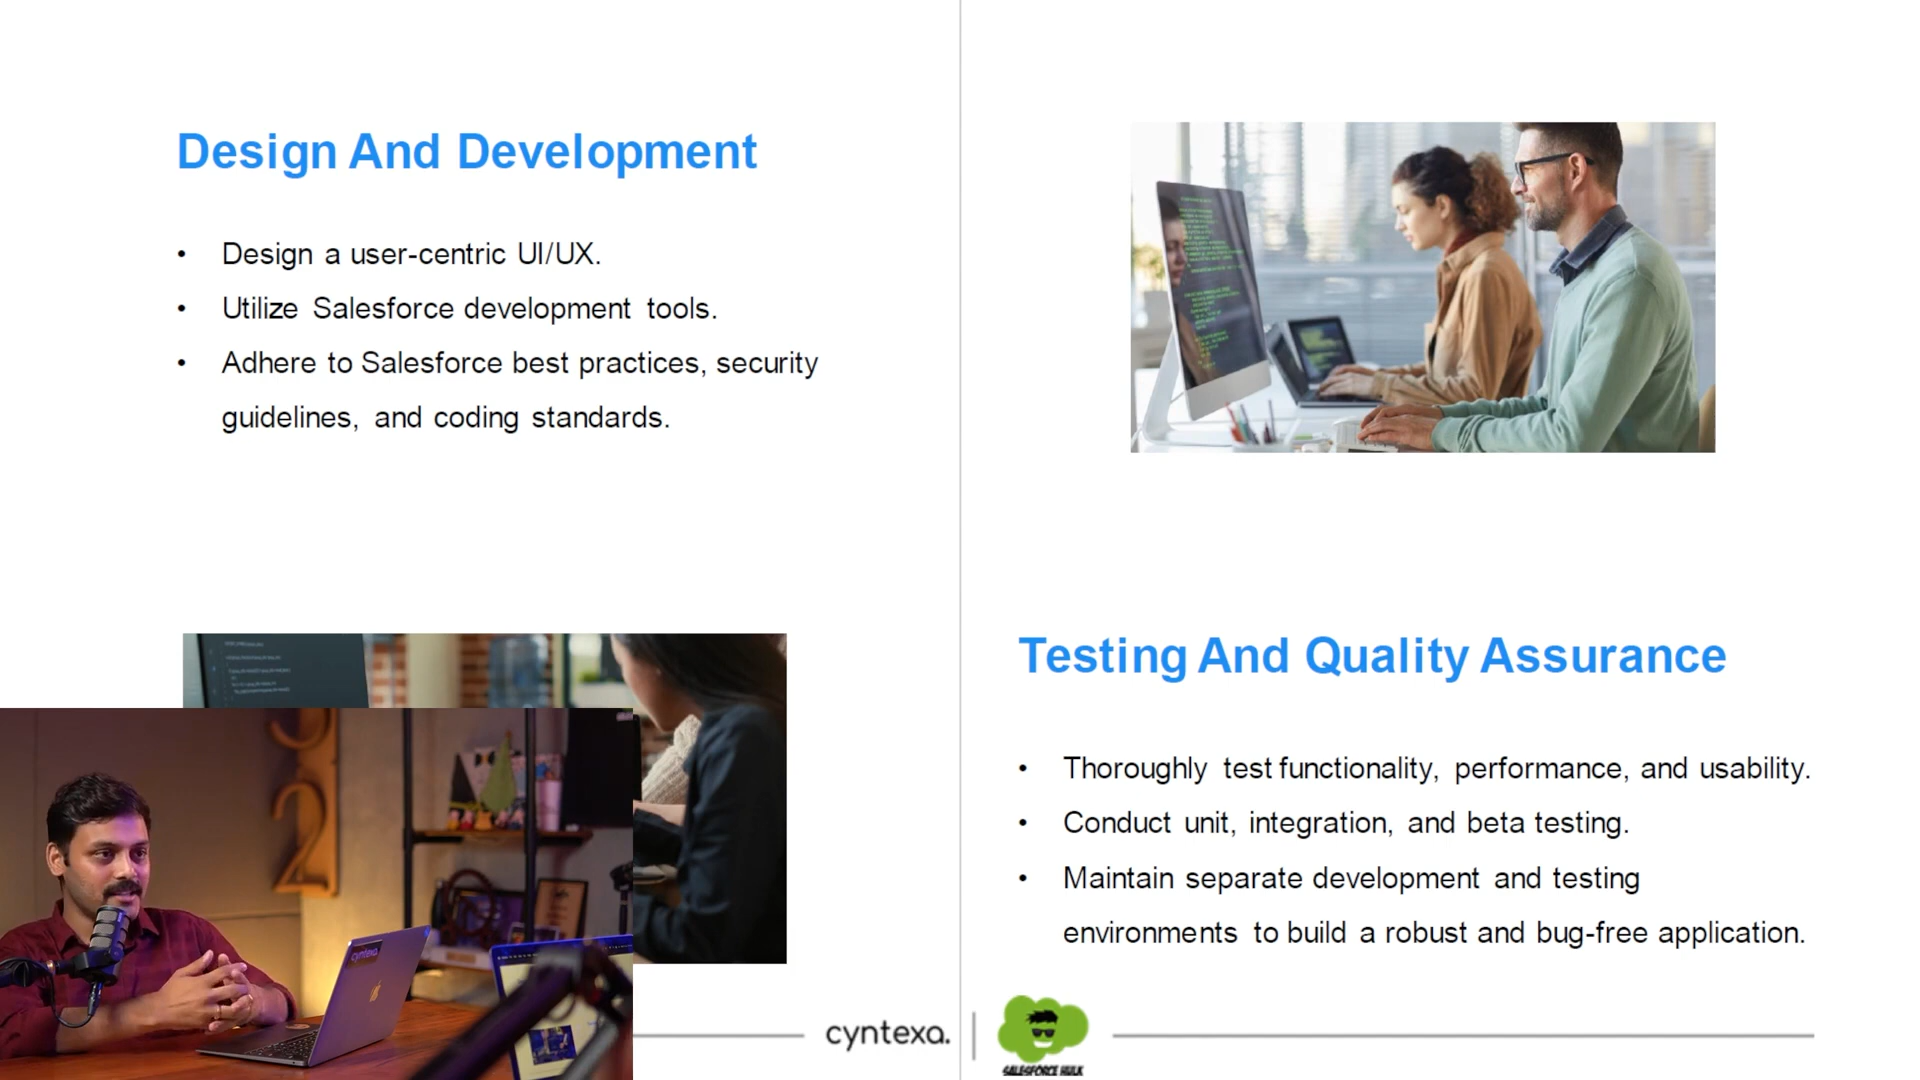 Design And Development
• Design a user-centric UI/UX.
• Utilize Salesforce development tools.
• Adhere to Salesforce best practices, security
guidelines, and coding standards.
Testing And Quality Assurance
• Thoroughly test functionality, performance, and usability.
• Conduct unit, integration, and beta testing.
• Maintain separate development and testing
environments to build a robust and bug-free application.
cyntexa
cyntexa.
SALESFORCE HULK